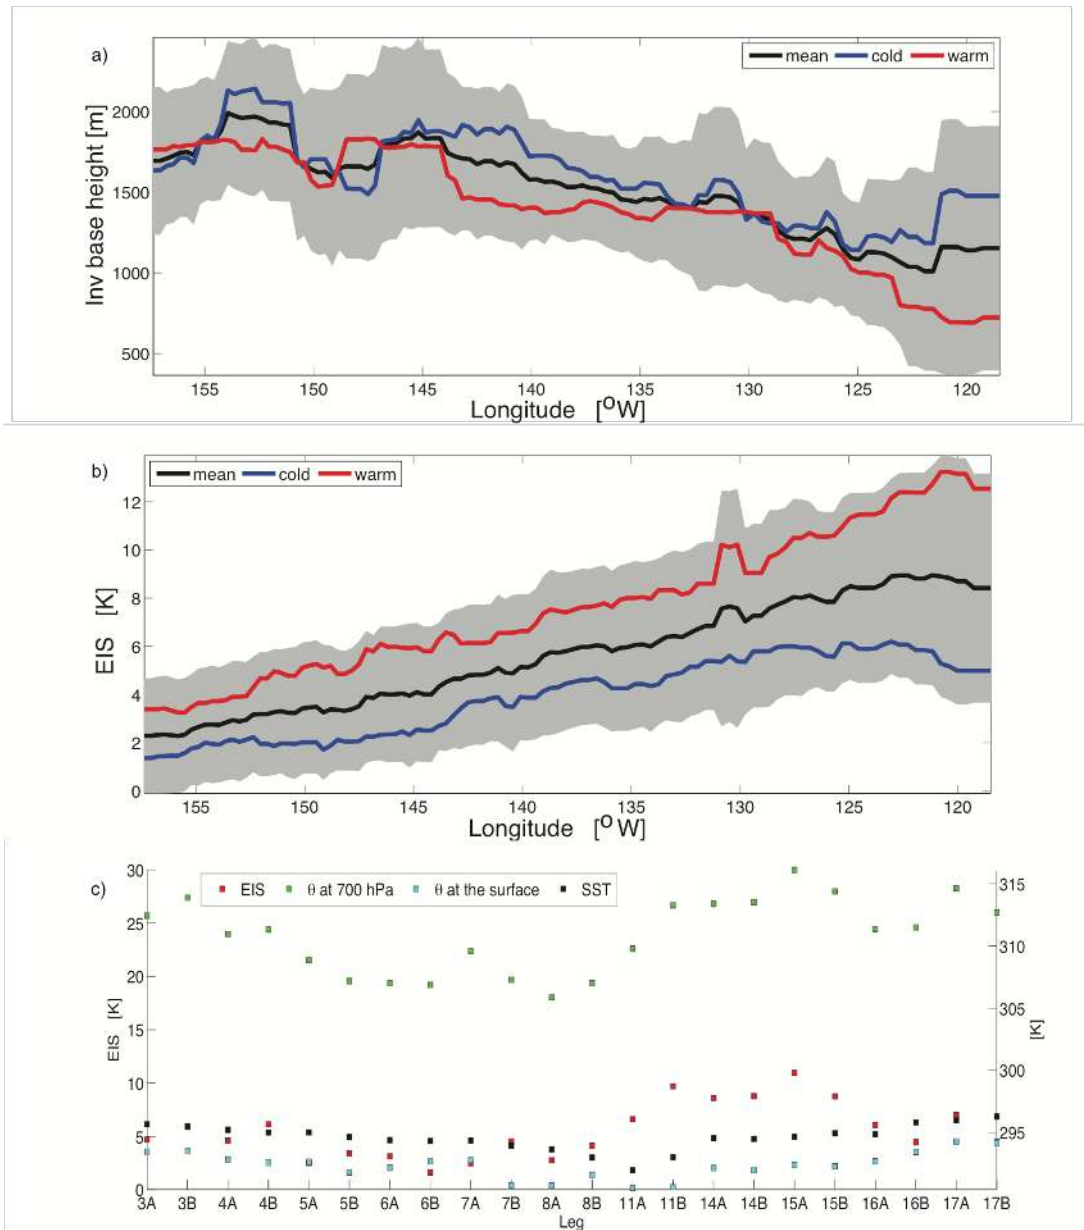 a)
mean cold warm
Inv base height [m]
2000
1500
1000
500
155 150 145 140 135 130 125 120
Longitude [oW]
b)
mean cold warm
EIS [K]
12
10
8
6
4
2
0
155 150 145 140 135 130 125 120
Longitude [oW]
c)
EIS θ at 700 hPa θ at the surface SST
EIS [K]
30
25
20
15
10
5
0
315
310
305
300
295
[K]
3A 3B 4A 4B 5A 5B 6A 6B 7A 7B 8A 8B 11A 11B 14A 14B 15A 15B 16A 16B 17A 17B
Leg